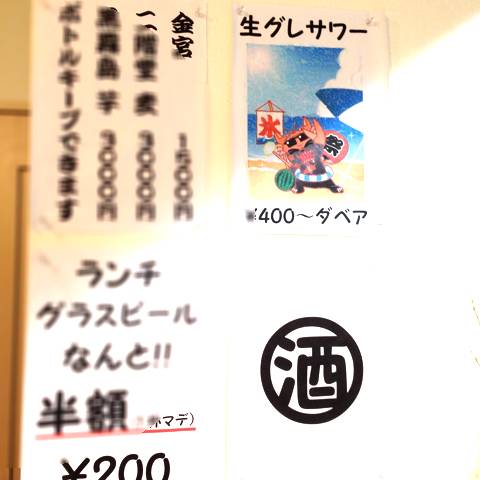 金宮 1500円
二階堂 麦 3000円
黒霧島 芋 3000円
ボトルキープできます
生グレサワー
氷
祭
¥400〜ダベア
ランチ
グラスビール
なんと!!
半額
マデ)
¥200
酒